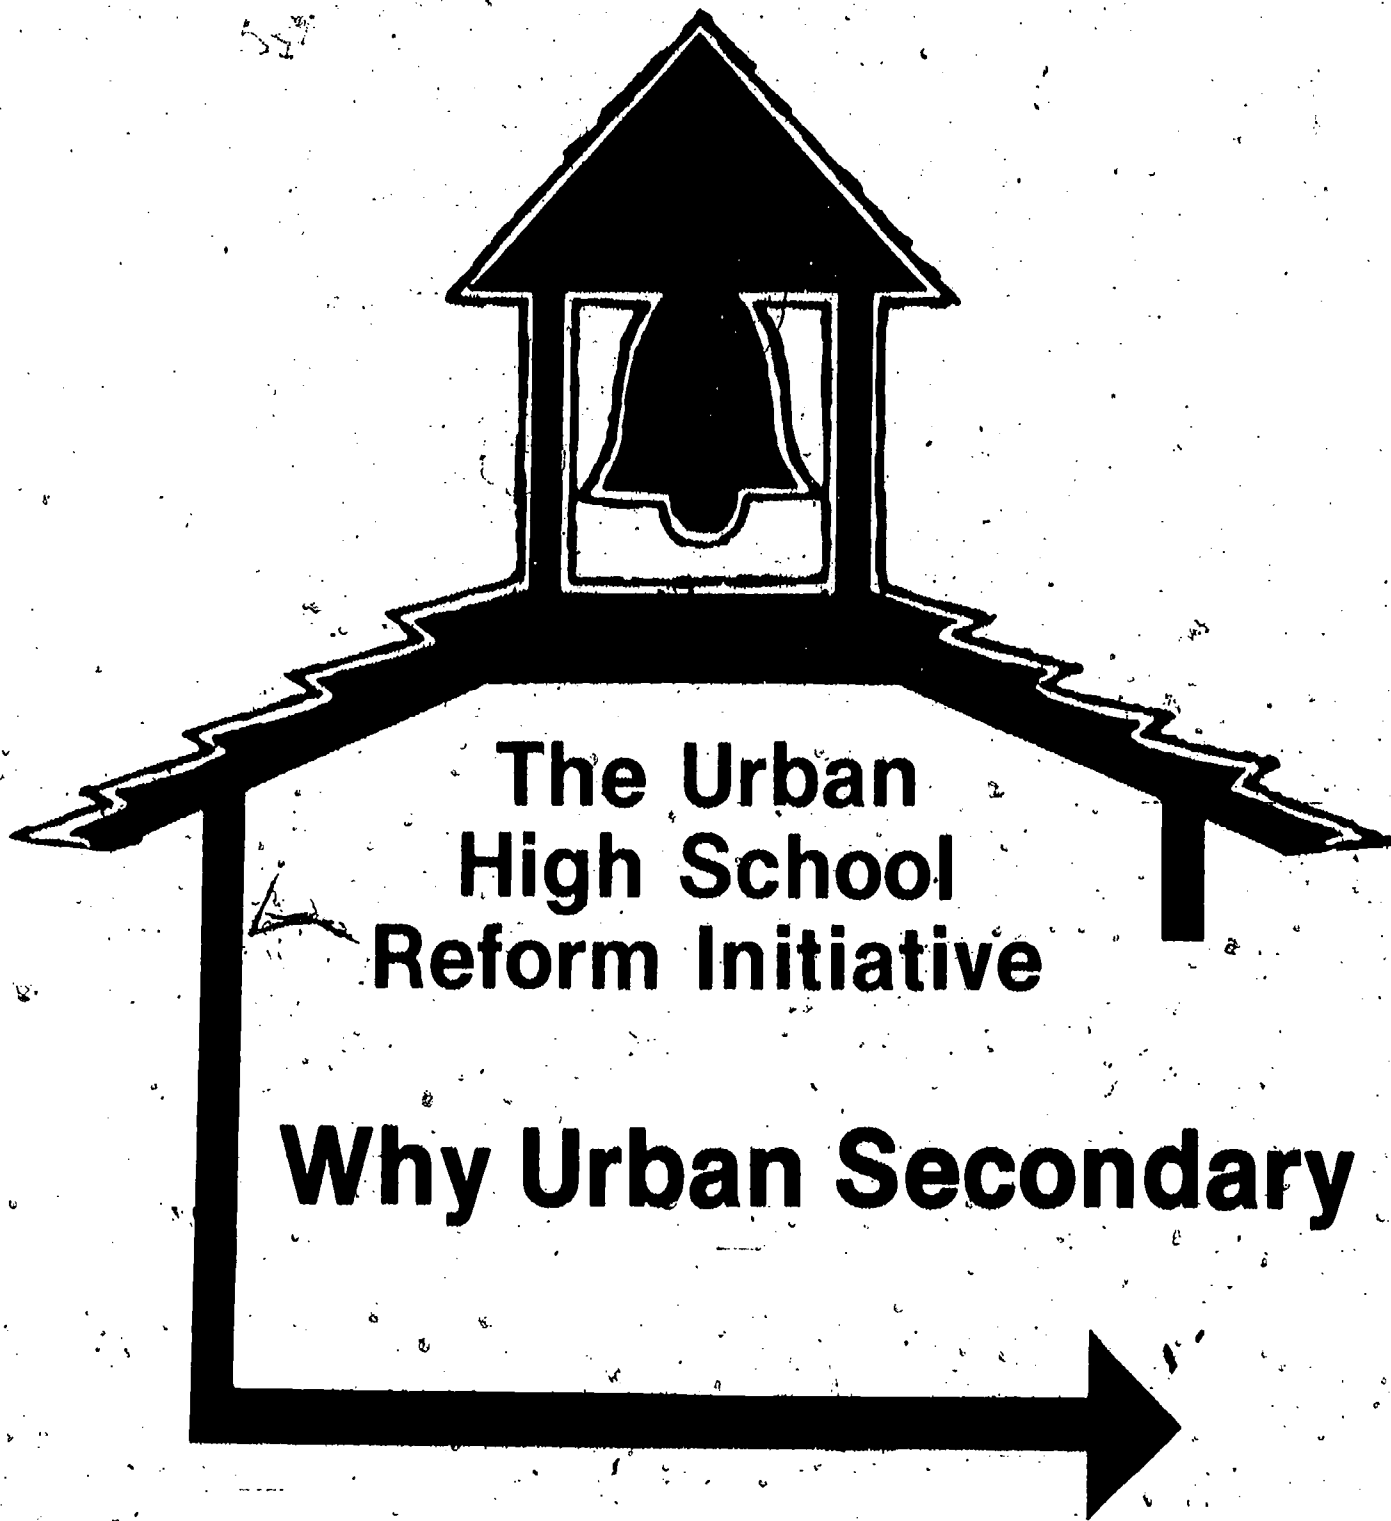 The Urban
High School
Reform Initiative
Why Urban Secondary